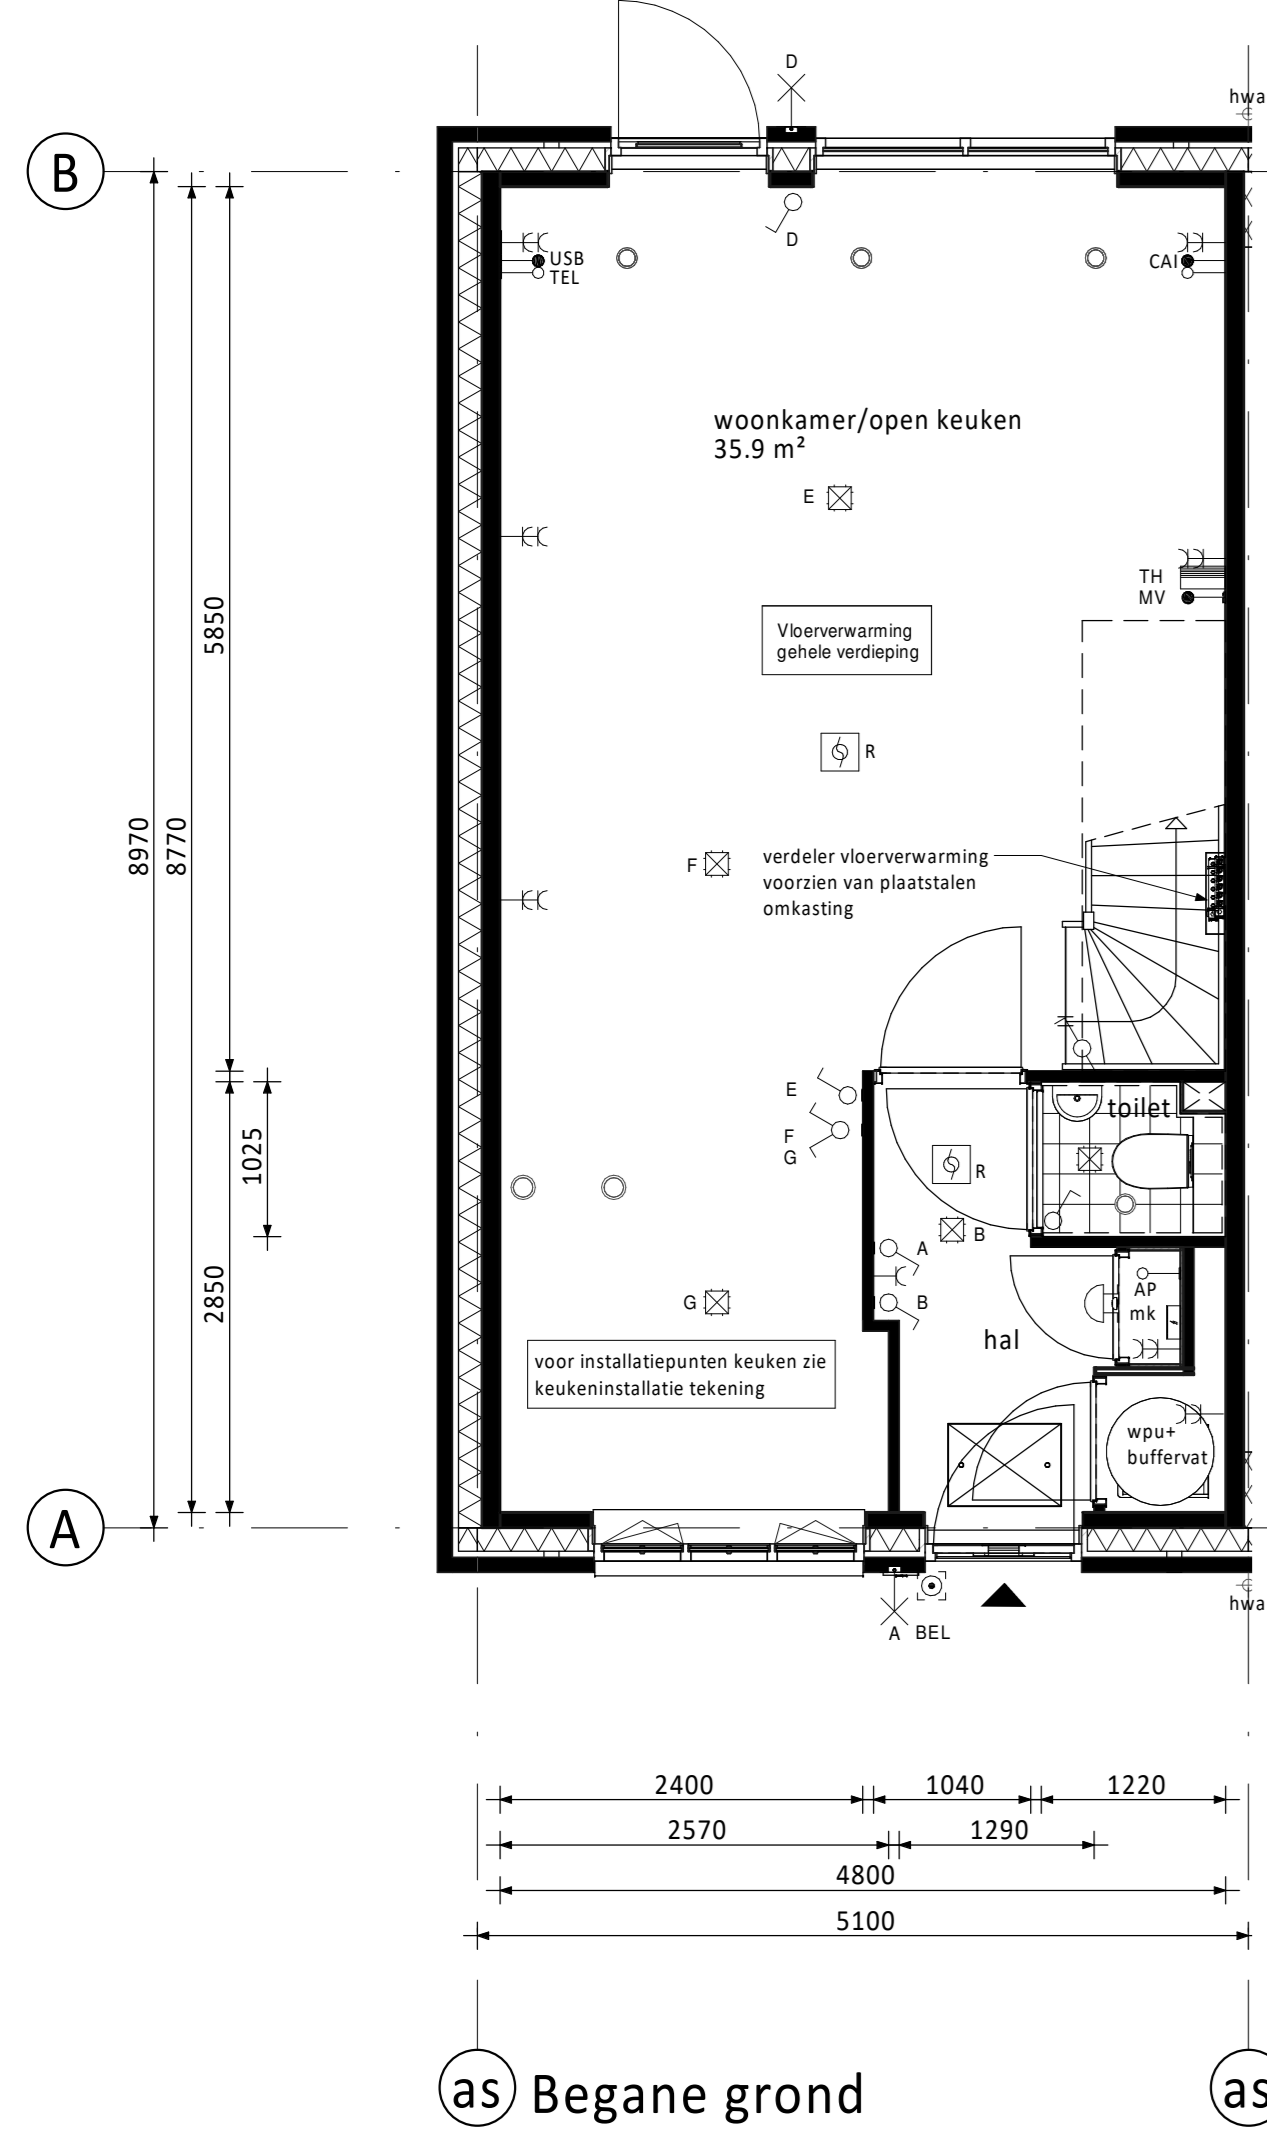 D
hwa
B
D
USB
TEL
CAI
woonkamer/open keuken
35.9 m²
E
TH
MV
Vloerverwarming
gehele verdieping
5850
R
8970
8770
F
verdeler vloerverwarming
voorzien van plaatstalen
omkasting
E
toilet
F
G
1025
R
B
A
2850
AP
G
B
mk
hal
voor installatiepunten keuken zie
keukeninstallatie tekening
wpu+
buffervat
A
hwa
A
BEL
2400
1040
1220
2570
1290
4800
5100
as
Begane grond
as